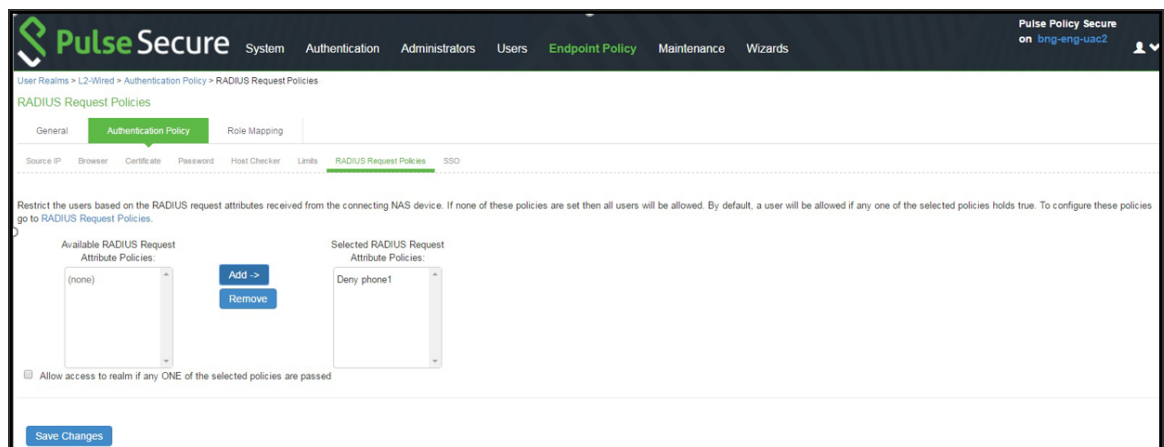 Pulse Secure
System Authentication Administrators Users Endpoint Policy Maintenance Wizards
Pulse Policy Secure
on bng-eng-uac2
User Realms > L2-Wired > Authentication Policy > RADIUS Request Policies
RADIUS Request Policies
General Authentication Policy Role Mapping
Source IP Browser Certificate Password Host Checker Limits RADIUS Request Policies SSO
Restrict the users based on the RADIUS request attributes received from the connecting NAS device. If none of these policies are set then all users will be allowed. By default, a user will be allowed if any one of the selected policies holds true. To configure these policies
go to RADIUS Request Policies.
Available RADIUS Request
Attribute Policies:
(none)
Add ->
Remove
Selected RADIUS Request
Attribute Policies:
Deny phone1
Allow access to realm if any ONE of the selected policies are passed
Save Changes